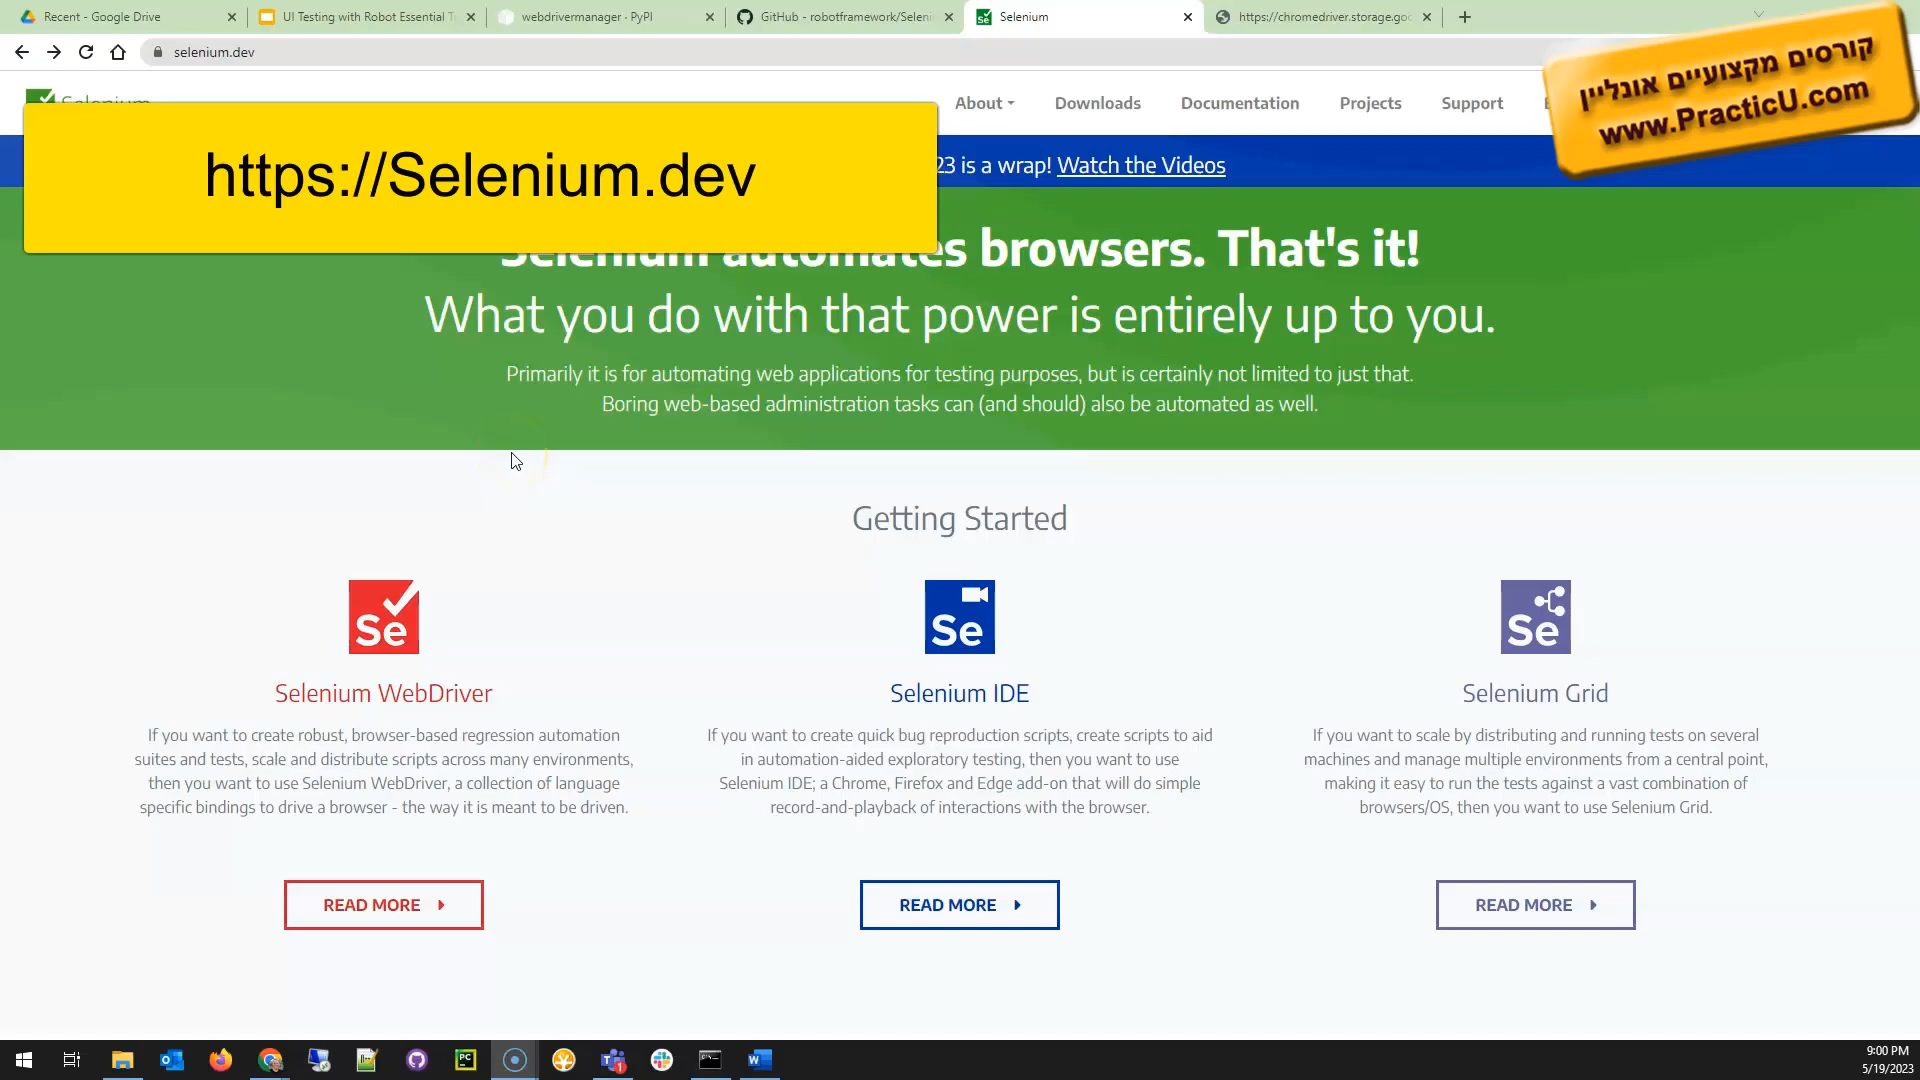 Recent - Google Drive
UI Testing with Robot Essential T
webdrivermanager · PyPI
GitHub - robotframework/Seleni
Selenium
https://chromedriver.storage.goo
selenium.dev
קורסים מקצועיים אונליין
www.PracticU.com
Selenium
About
Downloads
Documentation
Projects
Support
https://Selenium.dev
23 is a wrap! Watch the Videos
Selenium automates browsers. That's it!
What you do with that power is entirely up to you.
Primarily it is for automating web applications for testing purposes, but is certainly not limited to just that.
Boring web-based administration tasks can (and should) also be automated as well.
Getting Started
Se
Se
Se
Selenium WebDriver
If you want to create robust, browser-based regression automation
suites and tests, scale and distribute scripts across many environments,
then you want to use Selenium WebDriver, a collection of language
specific bindings to drive a browser - the way it is meant to be driven.
READ MORE
Selenium IDE
If you want to create quick bug reproduction scripts, create scripts to aid
in automation-aided exploratory testing, then you want to use
Selenium IDE; a Chrome, Firefox and Edge add-on that will do simple
record-and-playback of interactions with the browser.
READ MORE
Selenium Grid
If you want to scale by distributing and running tests on several
machines and manage multiple environments from a central point,
making it easy to run the tests against a vast combination of
browsers/OS, then you want to use Selenium Grid.
READ MORE
9:00 PM
5/19/2023